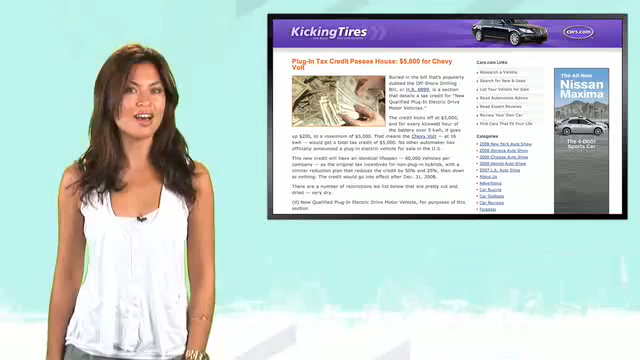 KickingTires
cars.com
Plug-In Tax Credit Passes House: $5,000 for Chevy
Volt
Buried in the bill that's popularly
dubbed the Off-Shore Drilling
Bill, or H.R. 6899, is a section
that details a tax credit for "New
Qualified Plug-In Electric Drive
Motor Vehicles."
The credit kicks off at $3,000,
and for every kilowatt hour of
the battery over 5 kwh, it goes
up $200, to a maximum of $5,000. That means the Chevy Volt — at 16
kwh — would get a total tax credit of $5,000. No other automaker has
officially announced a plug-in electric vehicle for sale in the U.S.
This new credit will have an identical lifespan — 60,000 vehicles per
company — as the original tax incentives for non-plug-in hybrids, with a
similar reduction plan that reduces the credit by 50% and 25%, then down
to nothing. The credit would go into effect after Dec. 31, 2008.
There are a number of restrictions we list below that are pretty cut and
dried — very dry.
(d) New Qualified Plug-In Electric Drive Motor Vehicle, For purposes of this
section
Cars.com Links
Research a Vehicle
Search for New & Used
List Your Vehicle for Sale
Read Automotive Advice
Read Expert Reviews
Review Your Own Car
Find Cars That Fit Your Life
Categories
2008 New York Auto Show
2008 Geneva Auto Show
2008 Chicago Auto Show
2008 Detroit Auto Show
2007 L.A. Auto Show
About Us
Advertising
Car Buying
Car Gadgets
Car Reviews
The All-New
Nissan
Maxima
The 4-DOOR
Sports Car